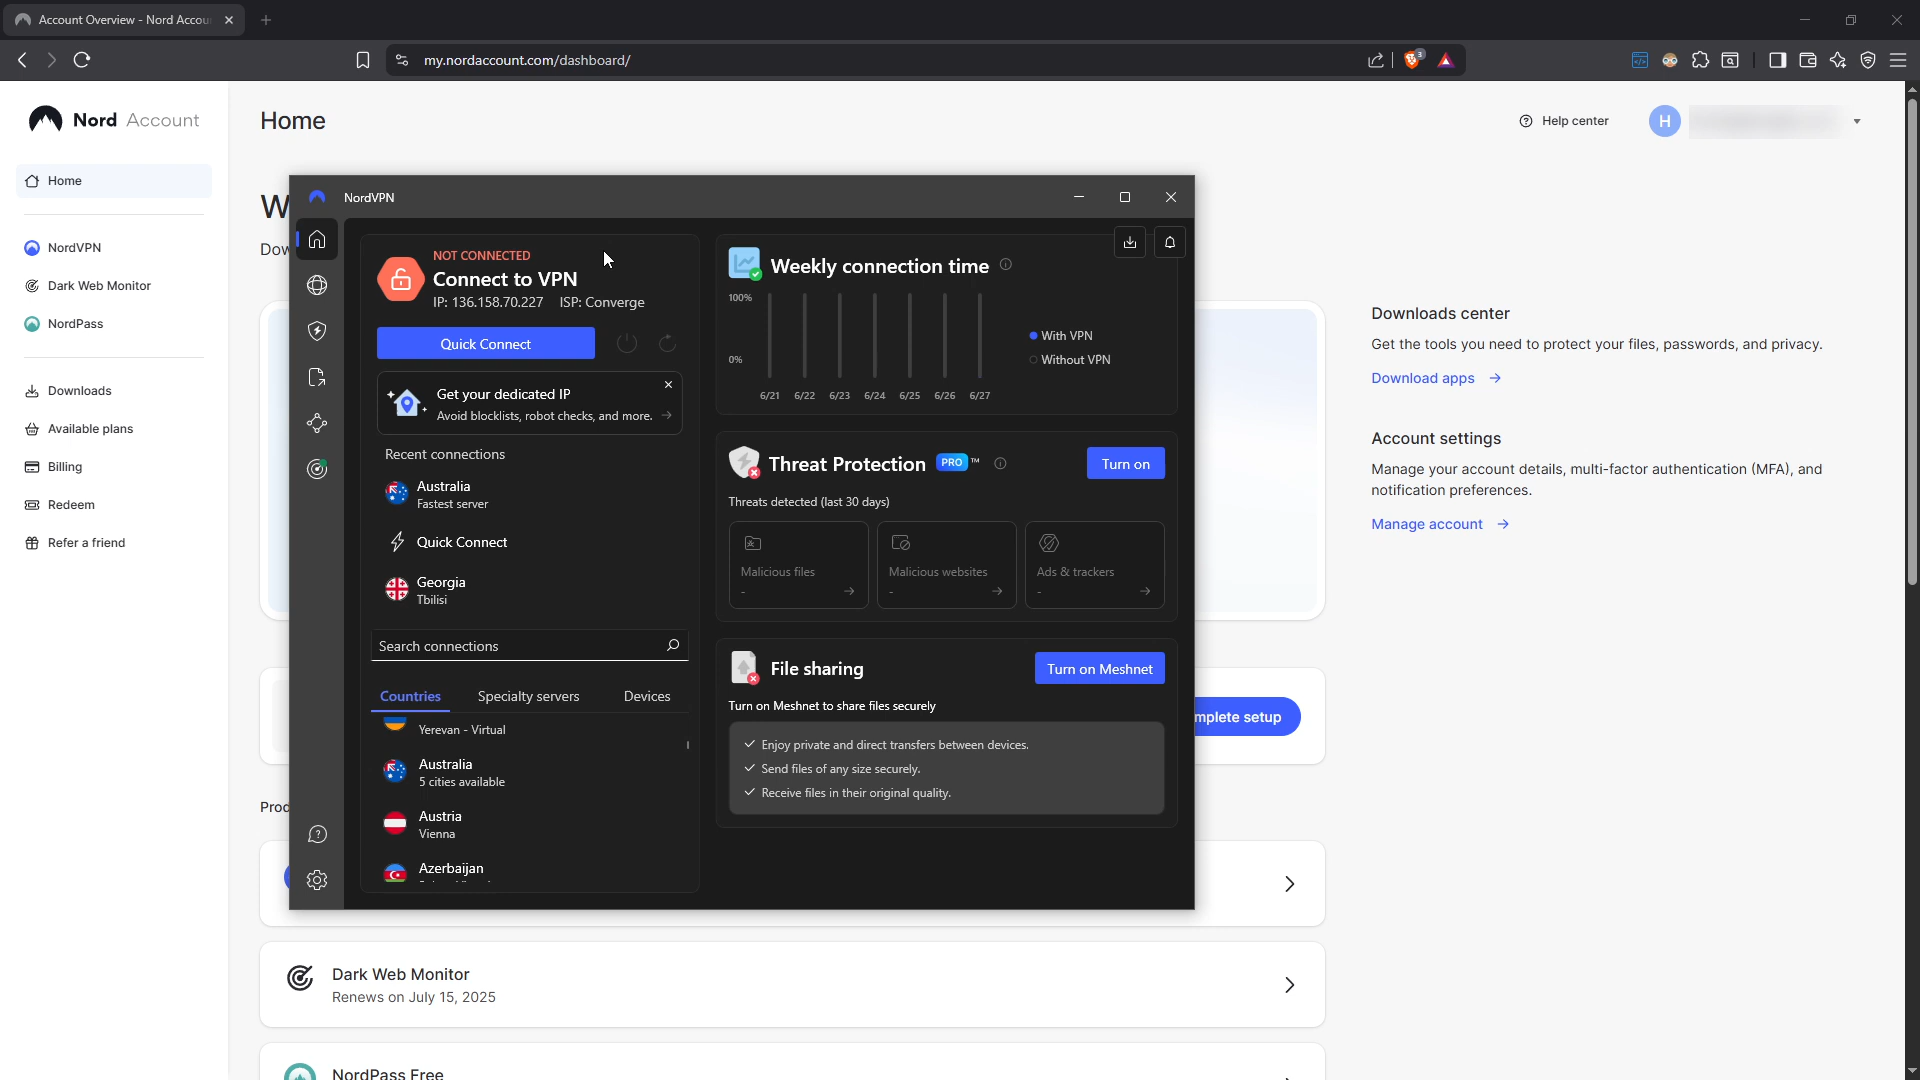 Account Overview - Nord Accou
my.nordaccount.com/dashboard/
3
Nord Account
Home
Help center
H
Home
NordVPN
Dark Web Monitor
NordPass
Downloads
Available plans
Billing
Redeem
Refer a friend
W
Dow
NordVPN
NOT CONNECTED
Connect to VPN
IP: 136.158.70.227 ISP: Converge
Quick Connect
Get your dedicated IP
Avoid blocklists, robot checks, and more.
Recent connections
Australia
Fastest server
Quick Connect
Georgia
Tbilisi
Search connections
Countries
Specialty servers
Devices
Yerevan - Virtual
Australia
5 cities available
Austria
Vienna
Azerbaijan
Weekly connection time
100%
0%
6/21 6/22 6/23 6/24 6/25 6/26 6/27
With VPN
Without VPN
Threat Protection PRO ™
Turn on
Threats detected (last 30 days)
Malicious files
-
Malicious websites
-
Ads & trackers
-
File sharing
Turn on Meshnet
Turn on Meshnet to share files securely
Enjoy private and direct transfers between devices.
Send files of any size securely.
Receive files in their original quality.
Downloads center
Get the tools you need to protect your files, passwords, and privacy.
Download apps
Account settings
Manage your account details, multi-factor authentication (MFA), and
notification preferences.
Manage account
mplete setup
Prod
Dark Web Monitor
Renews on July 15, 2025
NordPass Free